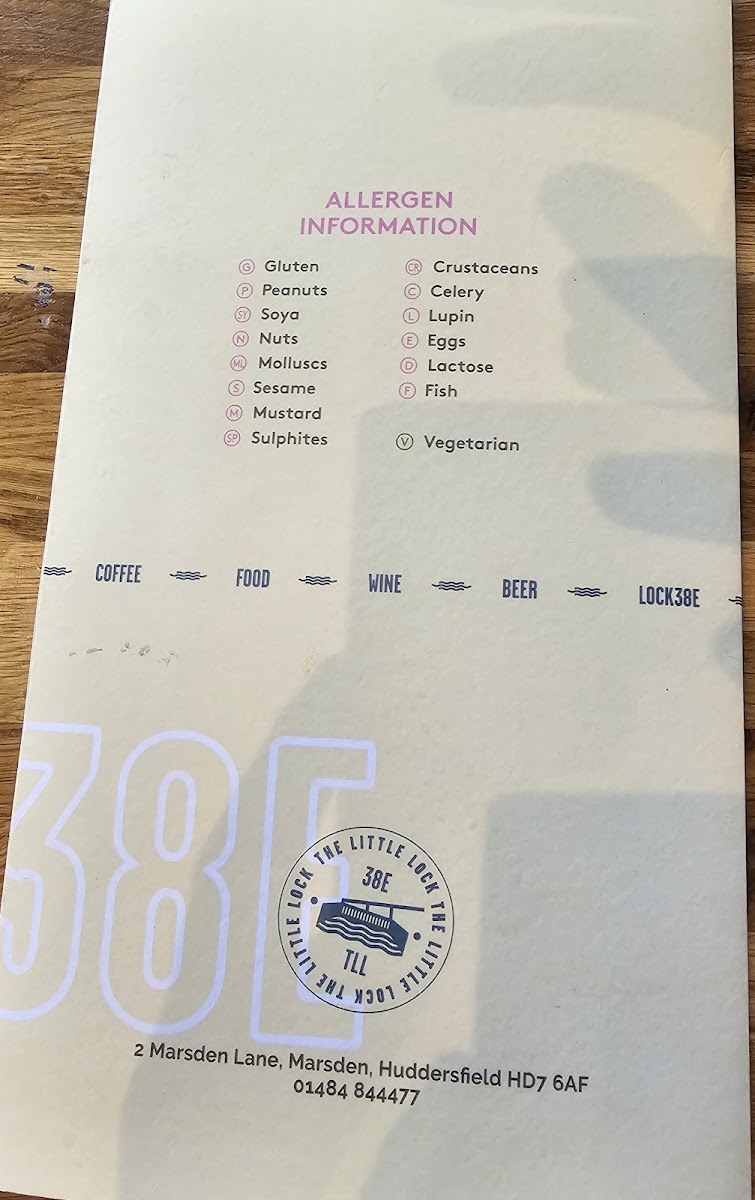 ALLERGEN
INFORMATION
G Gluten
P Peanuts
SY Soya
N Nuts
ML Molluscs
S Sesame
M Mustard
SP Sulphites
CR Crustaceans
C Celery
L Lupin
E Eggs
D Lactose
F Fish
V Vegetarian
COFFEE FOOD WINE BEER LOCK38E
38E
THE LITTLE LOCK THE LITTLE LOCK THE LITTLE LOCK
38E
TLL
2 Marsden Lane, Marsden, Huddersfield HD7 6AF
01484 844477